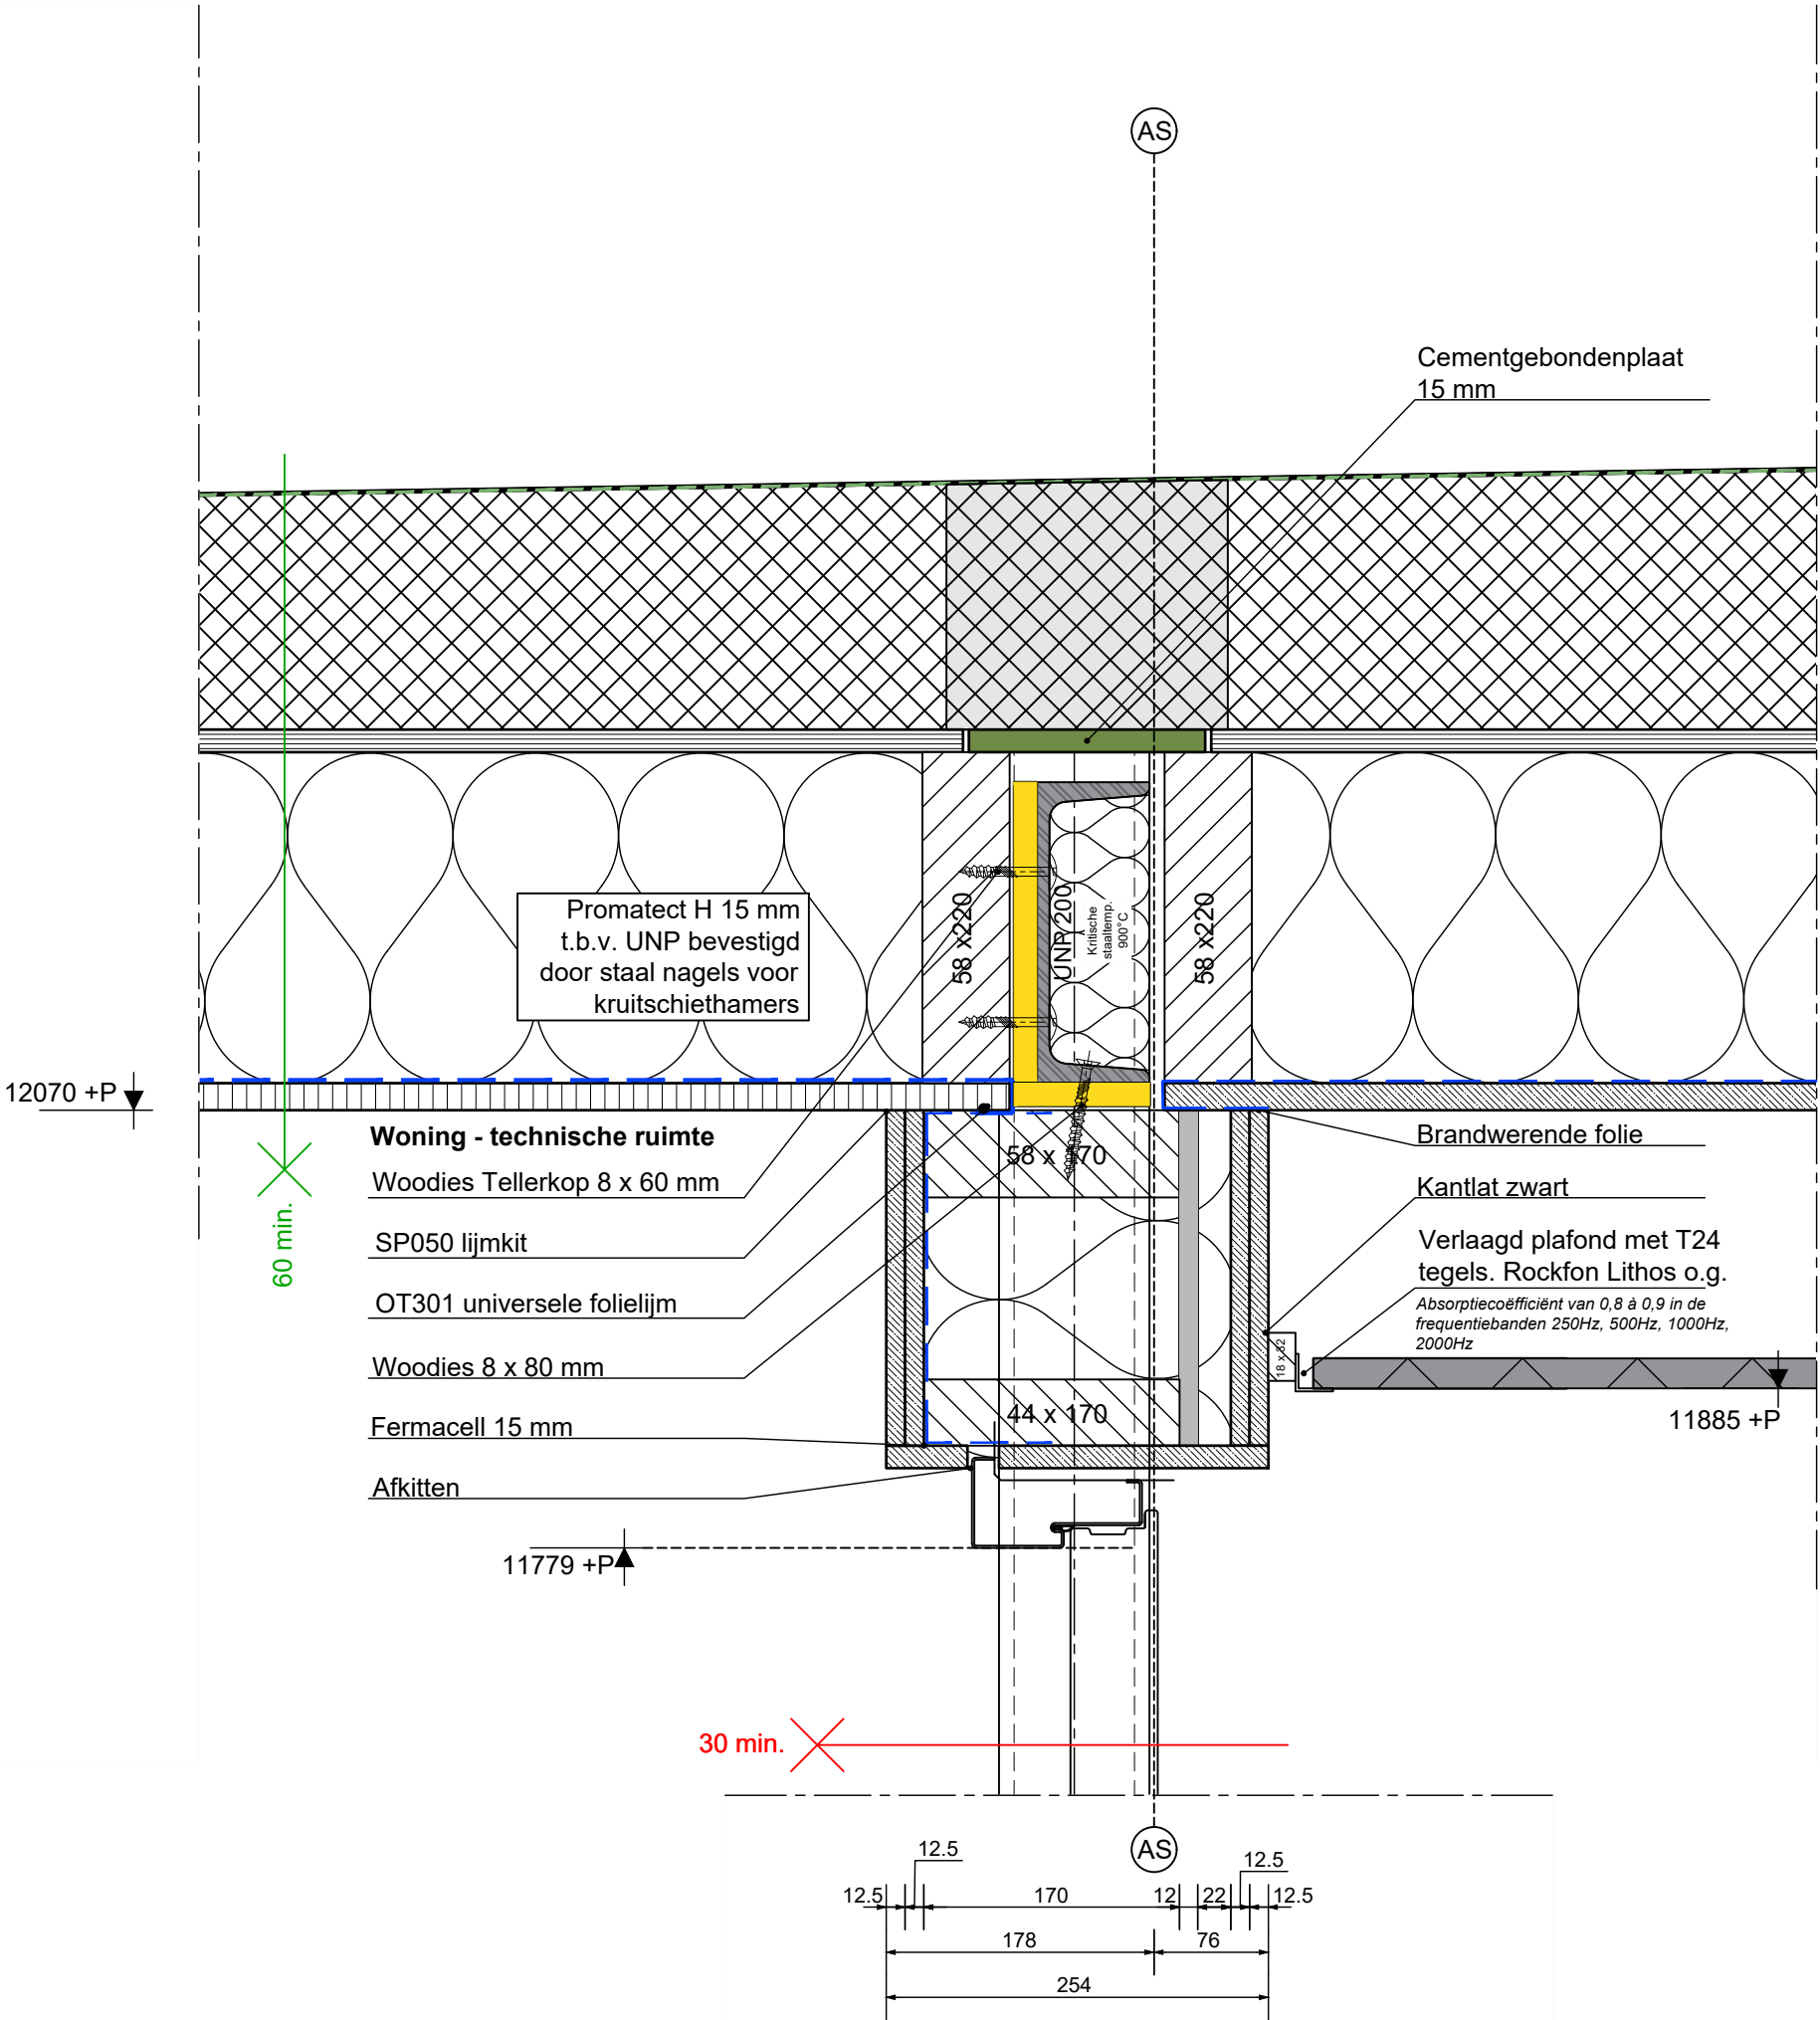 AS
Cementgebondenplaat
15 mm
Promatect H 15 mm
t.b.v. UNP bevestigd
door staal nagels voor
kruitschiethamers
58 x220
UNP 200
Kritische
staaltemp.
900°C
58 x220
12070 +P
Woning - technische ruimte
Woodies Tellerkop 8 x 60 mm
SP050 lijmkit
OT301 universele folielijm
Woodies 8 x 80 mm
Fermacell 15 mm
Afkitten
60 min.
58 x 170
44 x 170
Brandwerende folie
Kantlat zwart
Verlaagd plafond met T24
tegels. Rockfon Lithos o.g.
Absorptiecoëfficiënt van 0,8 à 0,9 in de
frequentiebanden 250Hz, 500Hz, 1000Hz,
2000Hz
18 x 32
11885 +P
11779 +P
30 min.
AS
12.5
12.5
12.5
170
12
22
12.5
178
76
254